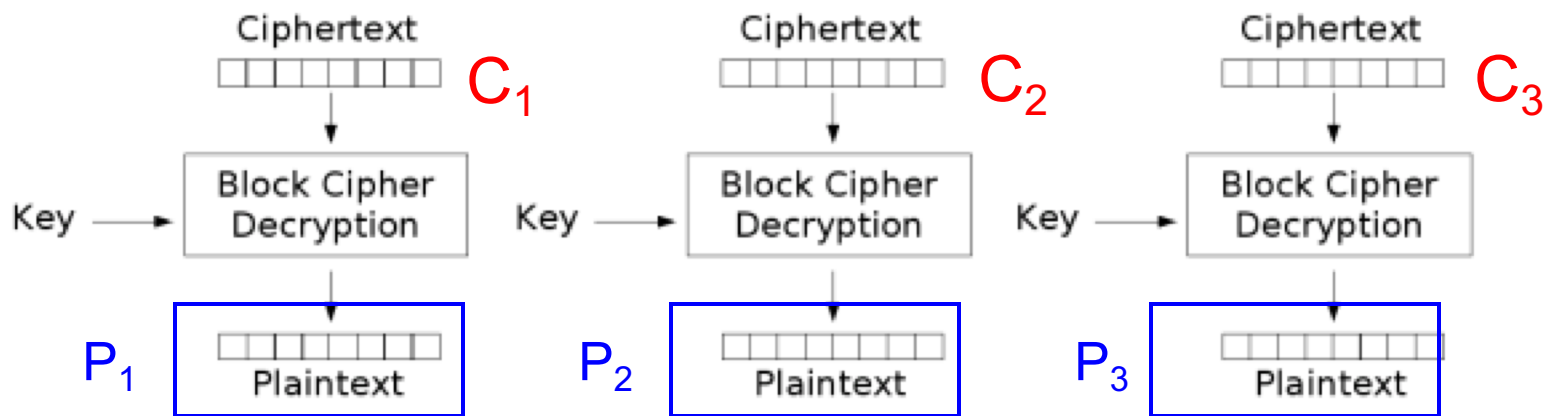 Ciphertext Ciphertext Ciphertext
C1 C2 C3
Key Block Cipher Decryption Key Block Cipher Decryption Key Block Cipher Decryption
P1 Plaintext P2 Plaintext P3 Plaintext